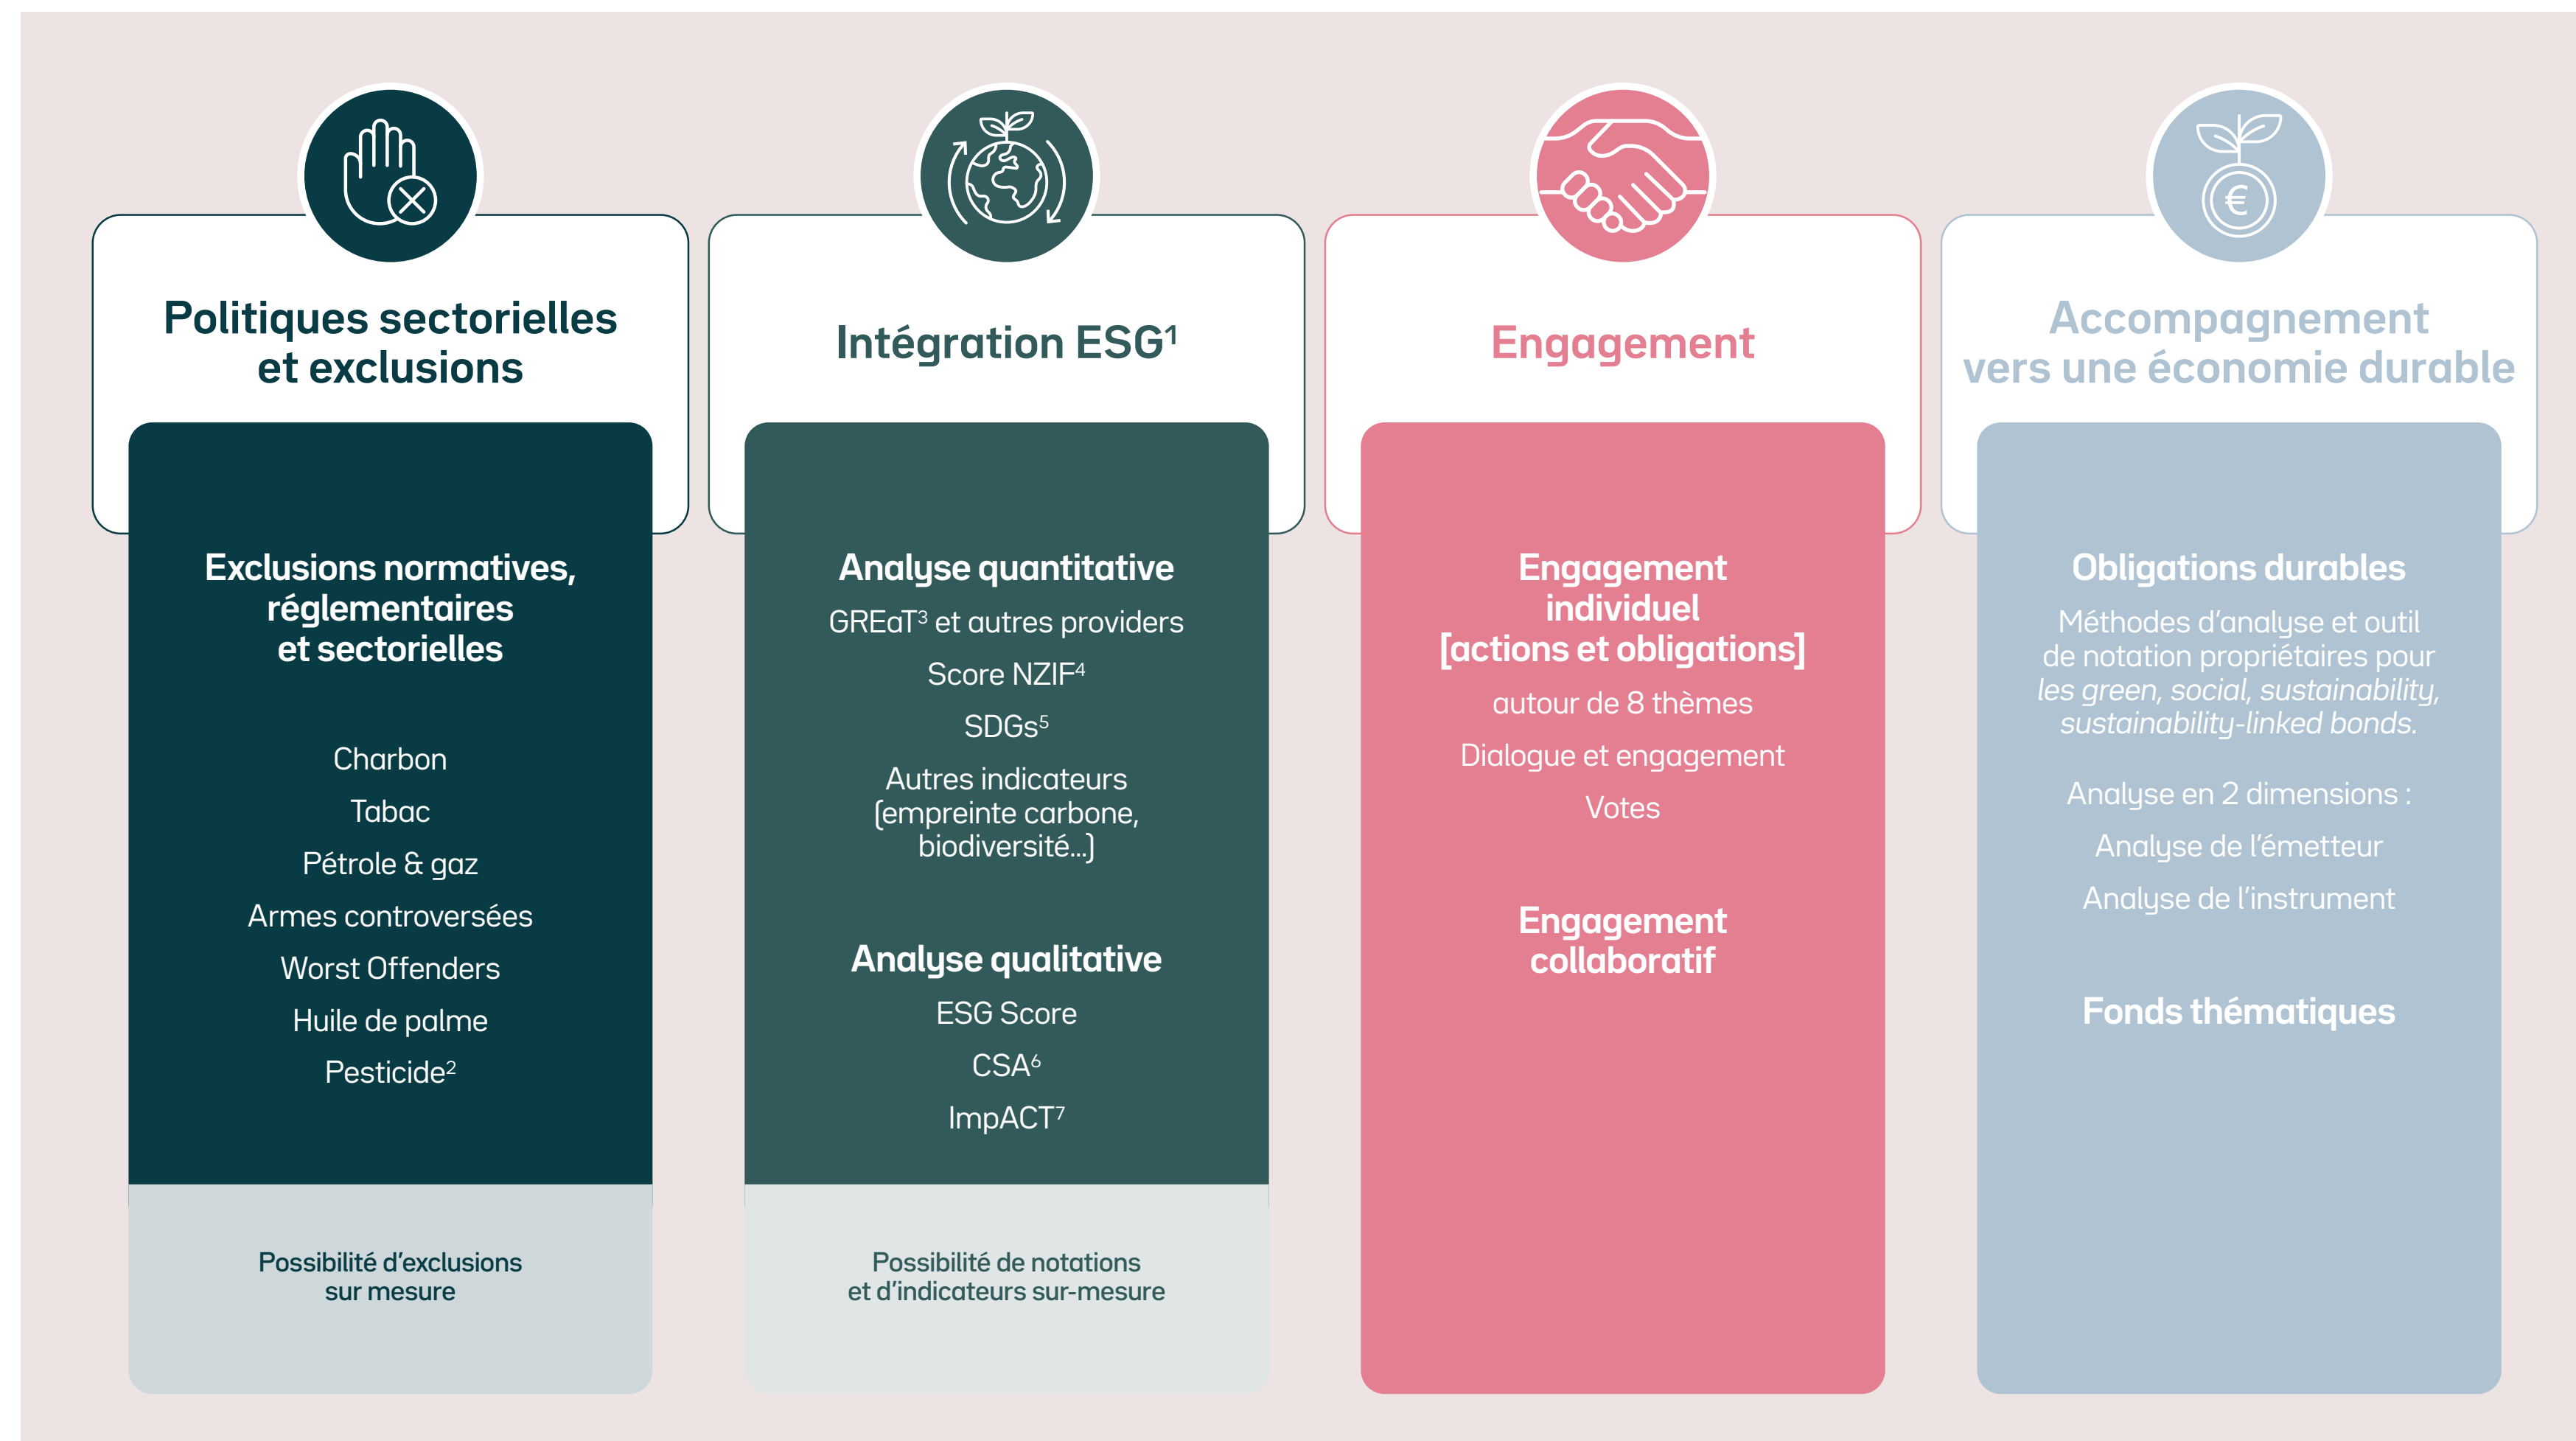 Politiques sectorielles
et exclusions
Exclusions normatives,
réglementaires
et sectorielles
Charbon
Tabac
Pétrole & gaz
Armes controversées
Worst Offenders
Huile de palme
Pesticide²
Possibilité d’exclusions
sur mesure
Intégration ESG¹
Analyse quantitative
GREaT³ et autres providers
Score NZIF⁴
SDGs⁵
Autres indicateurs
(empreinte carbone,
biodiversité...)
Analyse qualitative
ESG Score
CSA⁶
ImpACT⁷
Possibilité de notations
et d’indicateurs sur-mesure
Engagement
Engagement
individuel
[actions et obligations]
autour de 8 thèmes
Dialogue et engagement
Votes
Engagement
collaboratif
€
Accompagnement
vers une économie durable
Obligations durables
Méthodes d’analyse et outil
de notation propriétaires pour
les green, social, sustainability,
sustainability-linked bonds.
Analyse en 2 dimensions :
Analyse de l’émetteur
Analyse de l’instrument
Fonds thématiques